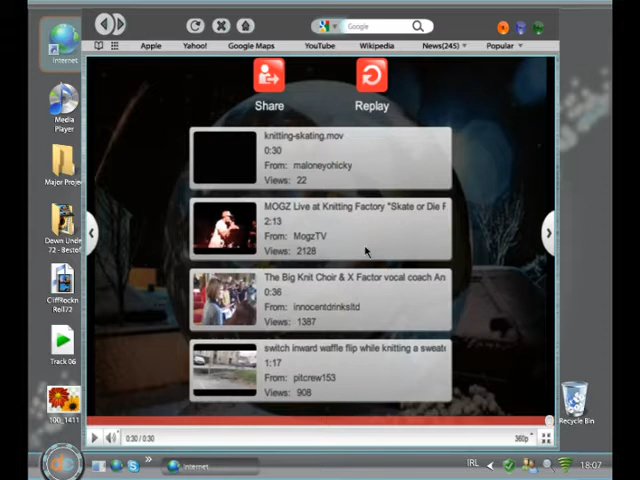 Google
Apple Yahoo! Google Maps YouTube Wikipedia News(245) Popular
Internet
Media
Player
Major Proj
Down Und
72 - Bestof
CliffRockn
Roll72
Track 06
100_1411
Recycle Bin
Share
Replay
knitting-skating.mov
0:30
From: maloneyohicky
Views: 22
MOGZ Live at Knitting Factory "Skate or Die F
2:13
From: MogzTV
Views: 2128
The Big Knit Choir & X Factor vocal coach An
0:36
From: innocentdrinksltd
Views: 1387
switch inward waffle flip while knitting a sweate
1:17
From: pitcrew153
Views: 908
0:30 / 0:30
360p
Internet
IRL
18:07